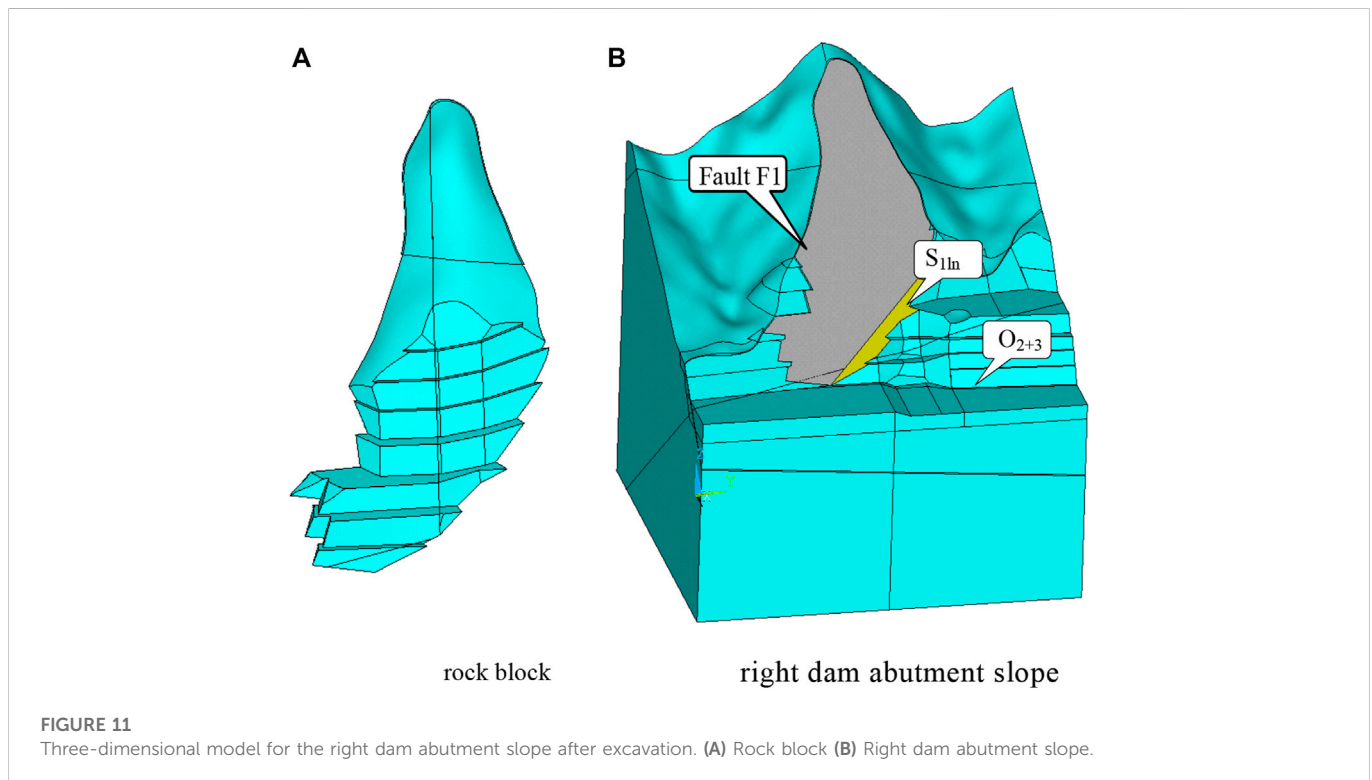 A
B
Fault F1
S1ln
O2+3
Y
rock block
right dam abutment slope
FIGURE 11
Three-dimensional model for the right dam abutment slope after excavation. (A) Rock block (B) Right dam abutment slope.